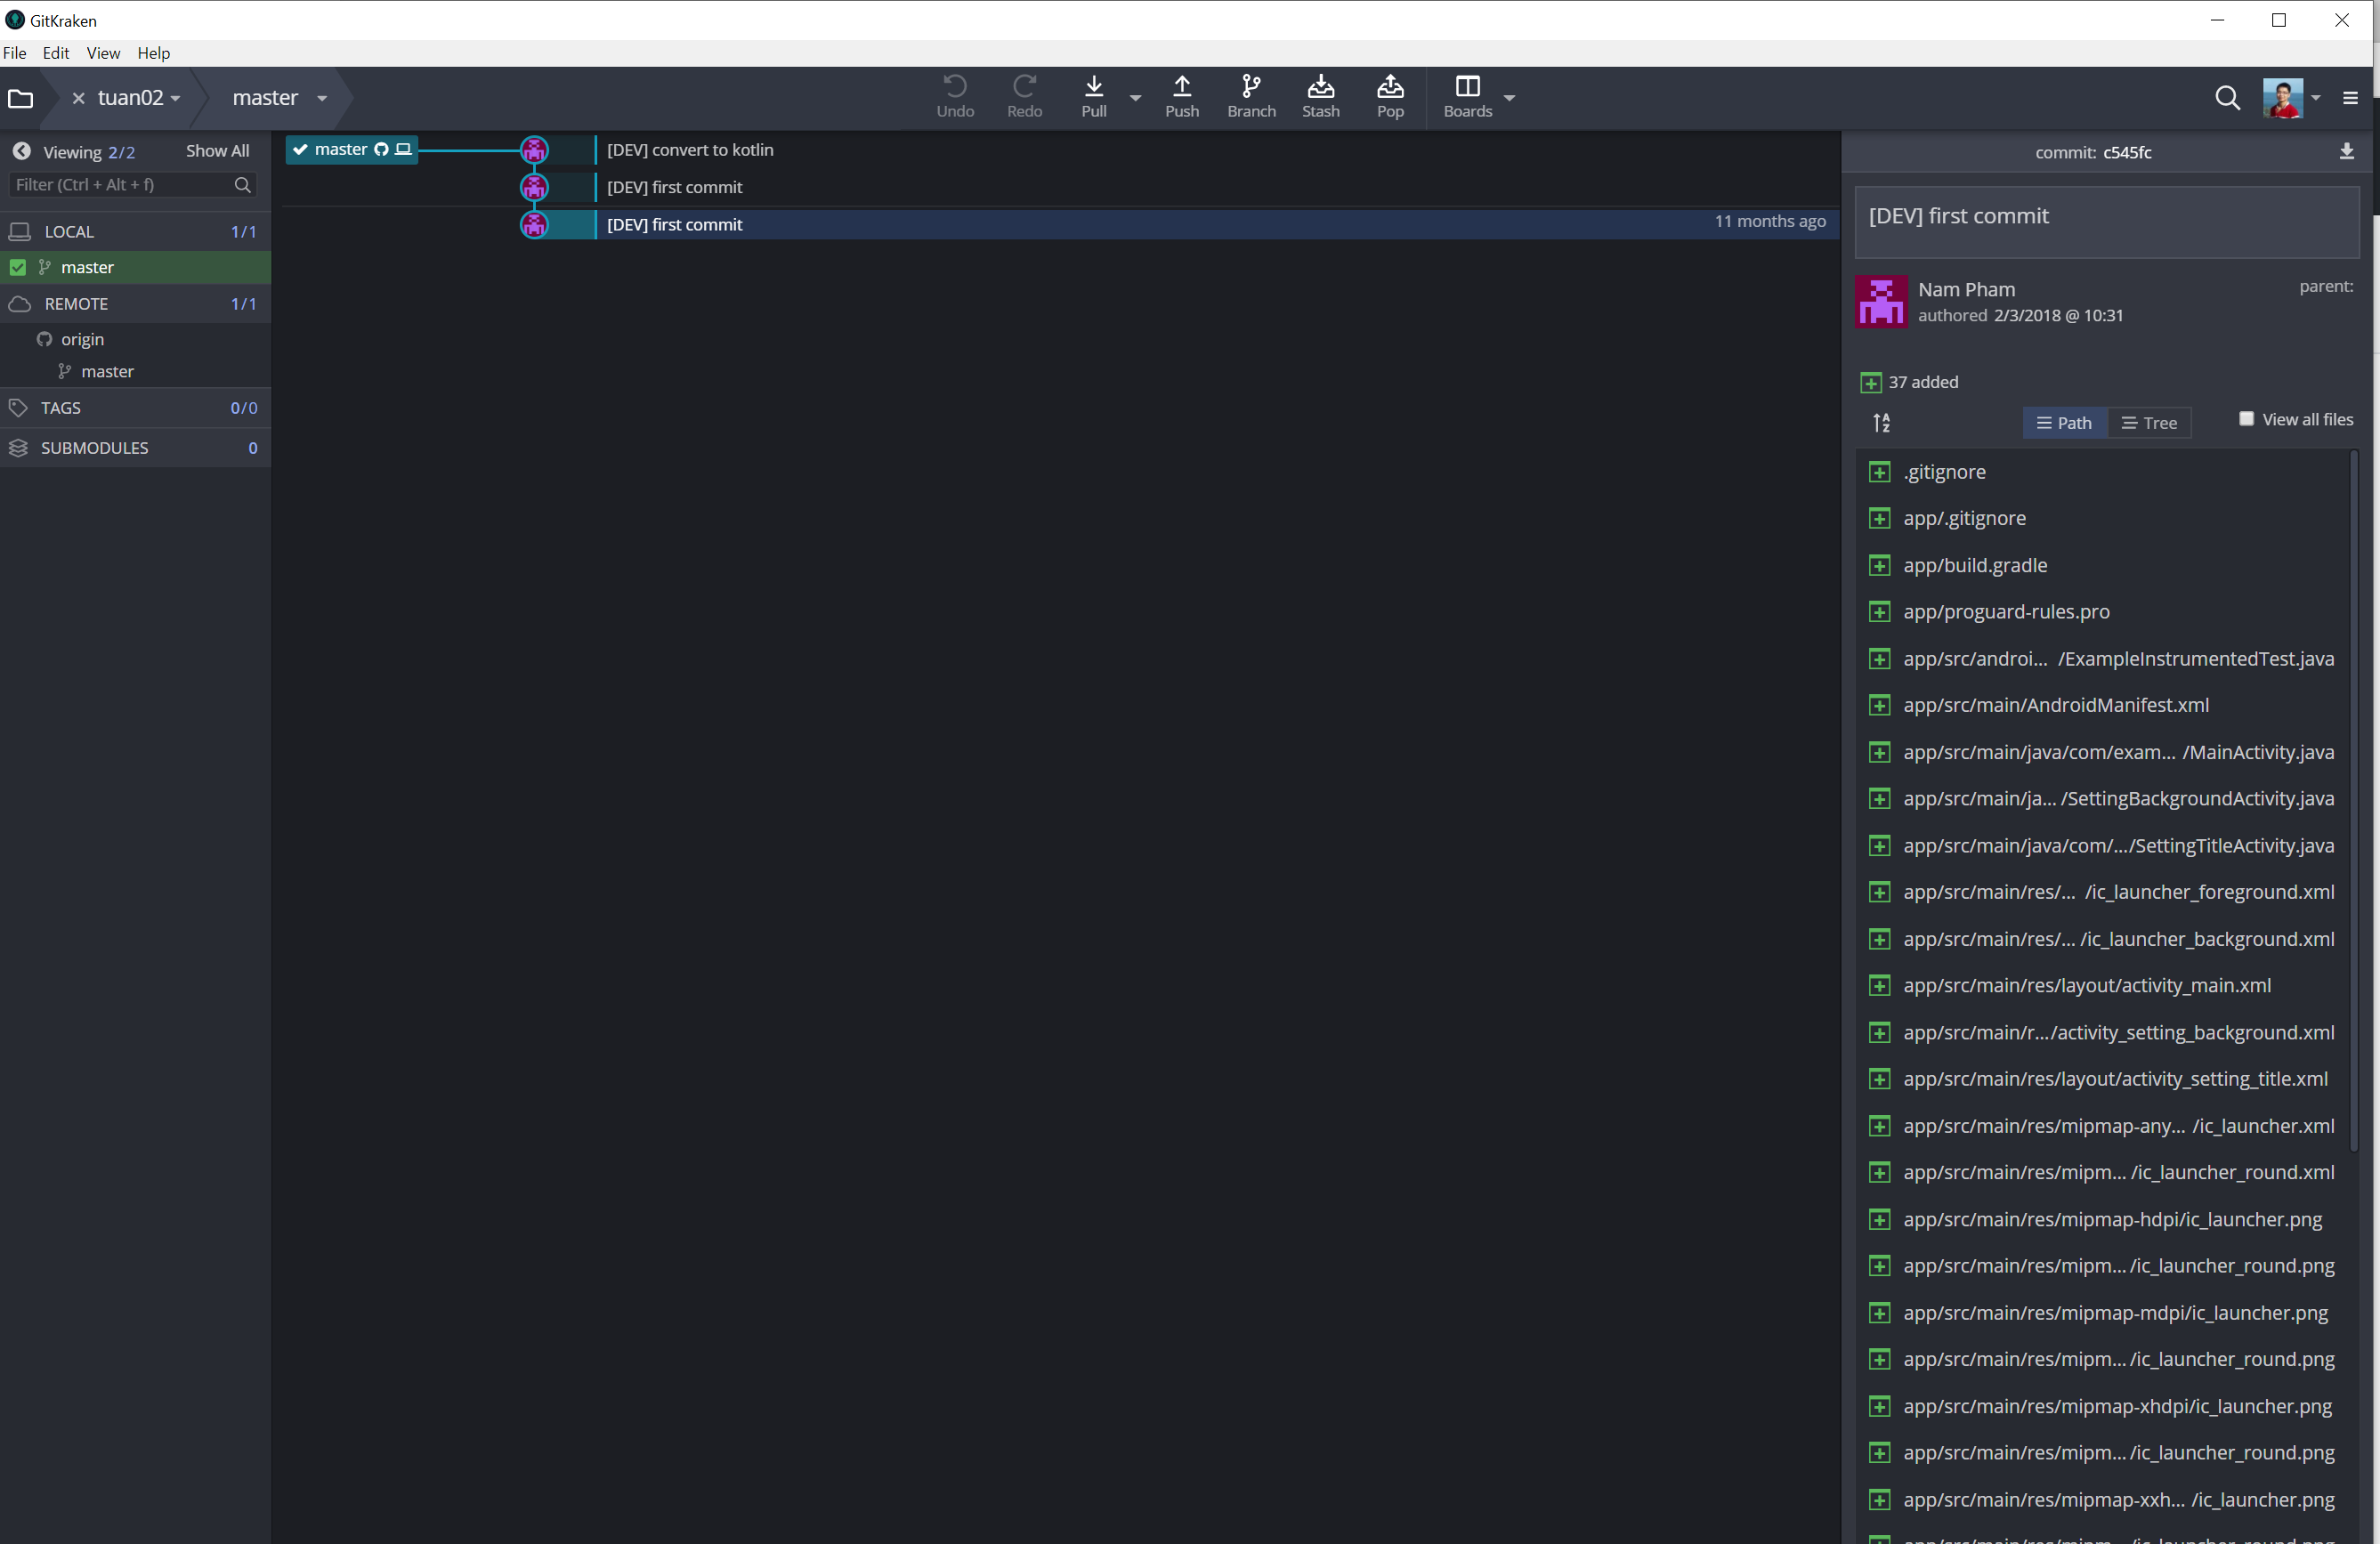 GitKraken
File Edit View Help
tuan02 master
Undo Redo Pull Push Branch Stash Pop Boards
Viewing 2/2 Show All
Filter (Ctrl + Alt + f)
LOCAL 1/1
master
REMOTE 1/1
origin
master
TAGS 0/0
SUBMODULES 0
master
[DEV] convert to kotlin
[DEV] first commit
[DEV] first commit 11 months ago
commit: c545fc
[DEV] first commit
Nam Pham parent:
authored 2/3/2018 @ 10:31
37 added
Path Tree View all files
.gitignore
app/.gitignore
app/build.gradle
app/proguard-rules.pro
app/src/androi... /ExampleInstrumentedTest.java
app/src/main/AndroidManifest.xml
app/src/main/java/com/exam... /MainActivity.java
app/src/main/ja... /SettingBackgroundActivity.java
app/src/main/java/com/.../SettingTitleActivity.java
app/src/main/res/... /ic_launcher_foreground.xml
app/src/main/res/... /ic_launcher_background.xml
app/src/main/res/layout/activity_main.xml
app/src/main/r.../activity_setting_background.xml
app/src/main/res/layout/activity_setting_title.xml
app/src/main/res/mipmap-any... /ic_launcher.xml
app/src/main/res/mipm... /ic_launcher_round.xml
app/src/main/res/mipmap-hdpi/ic_launcher.png
app/src/main/res/mipm... /ic_launcher_round.png
app/src/main/res/mipmap-mdpi/ic_launcher.png
app/src/main/res/mipm... /ic_launcher_round.png
app/src/main/res/mipmap-xhdpi/ic_launcher.png
app/src/main/res/mipm... /ic_launcher_round.png
app/src/main/res/mipmap-xxh... /ic_launcher.png